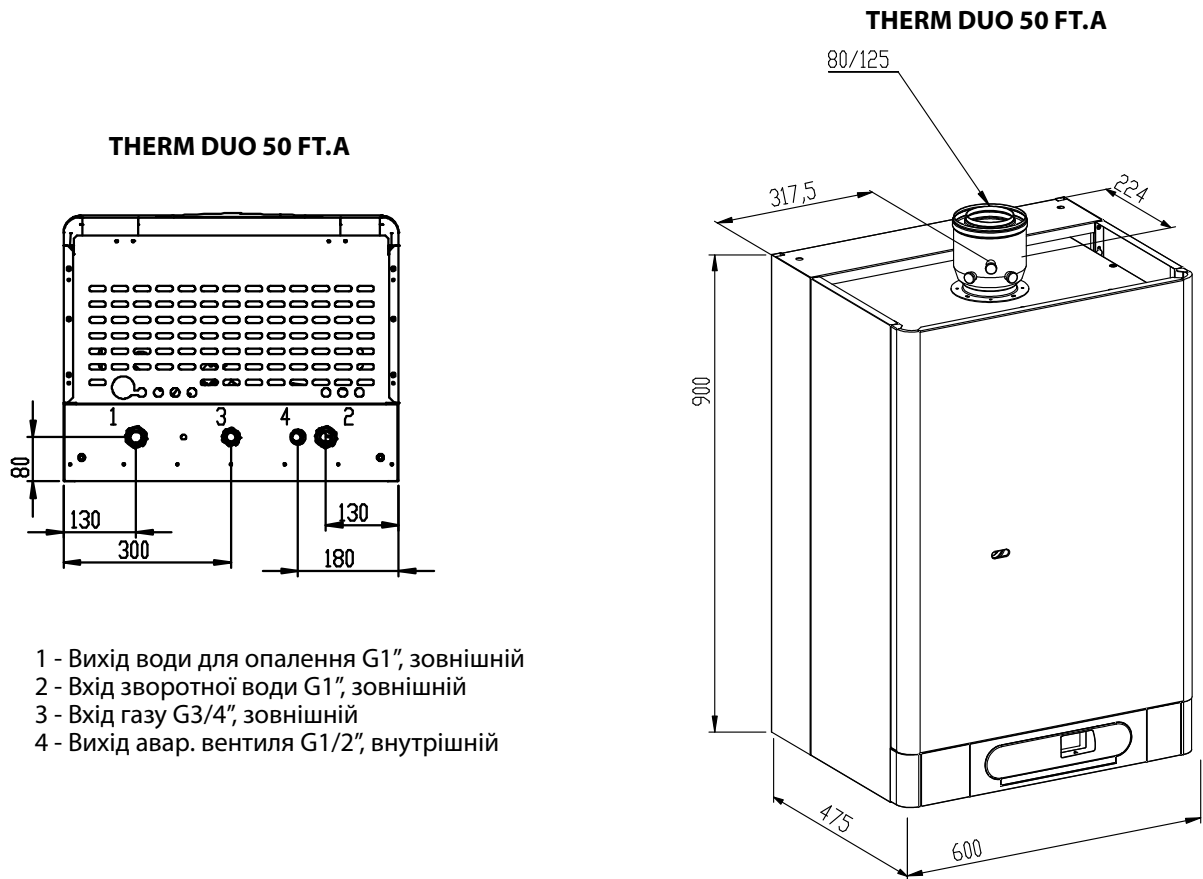 THERM DUO 50 FT.A
80/125
THERM DUO 50 FT.A
317,5
224
900
1
3
4
2
80
130
130
300
180
1 - Вихід води для опалення G1”, зовнішній
2 - Вхід зворотної води G1”, зовнішній
3 - Вхід газу G3/4”, зовнішній
4 - Вихід авар. вентиля G1/2”, внутрішній
475
600